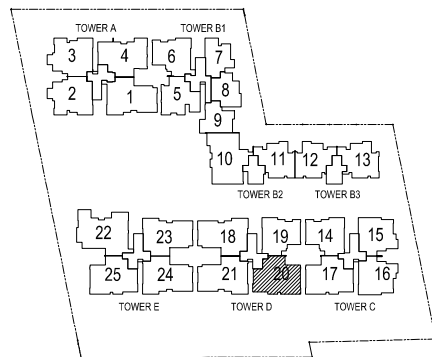 TOWER A TOWER B1
3 4 6 7
2 1 5 8
9
10 11 12 13
TOWER B2 TOWER B3
22 23 18 19 14 15
25 24 21 20 17 16
TOWER E TOWER D TOWER C